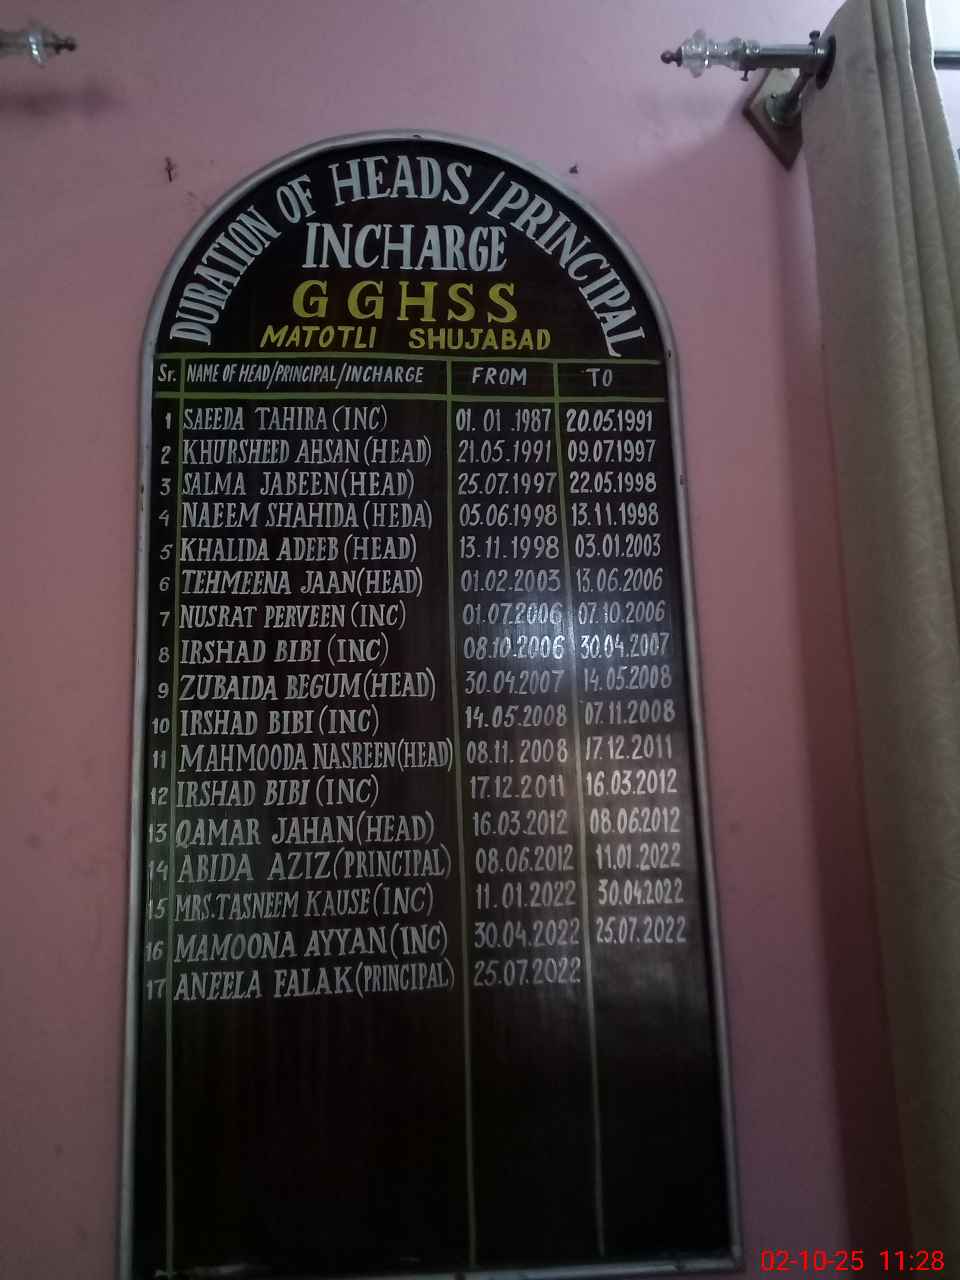 DURATION OF HEADS/PRINCIPAL
INCHARGE
GGHSS
MATOTLI SHUJABAD
Sr. NAME OF HEAD/PRINCIPAL/INCHARGE FROM TO
1 SAEEDA TAHIRA (INC) 01.01.1987 20.05.1991
2 KHURSHEED AHSAN (HEAD) 21.05.1991 09.07.1997
3 SALMA JABEEN (HEAD) 25.07.1997 22.05.1998
4 NAEEM SHAHIDA (HEDA) 05.06.1998 13.11.1998
5 KHALIDA ADEEB (HEAD) 13.11.1998 03.01.2003
6 TEHMEENA JAAN (HEAD) 01.02.2003 13.06.2006
7 NUSRAT PERVEEN (INC) 01.07.2006 07.10.2006
8 IRSHAD BIBI (INC) 08.10.2006 30.04.2007
9 ZUBAIDA BEGUM (HEAD) 30.04.2007 14.05.2008
10 IRSHAD BIBI (INC) 14.05.2008 07.11.2008
11 MAHMOODA NASREEN (HEAD) 08.11.2008 17.12.2011
12 IRSHAD BIBI (INC) 17.12.2011 16.03.2012
13 QAMAR JAHAN (HEAD) 16.03.2012 08.06.2012
14 ABIDA AZIZ (PRINCIPAL) 08.06.2012 11.01.2022
15 MRS. TASNEEM KAUSE (INC) 11.01.2022 30.04.2022
16 MAMOONA AYYAN (INC) 30.04.2022 25.07.2022
17 ANEELA FALAK (PRINCIPAL) 25.07.2022
02-10-25 11:28